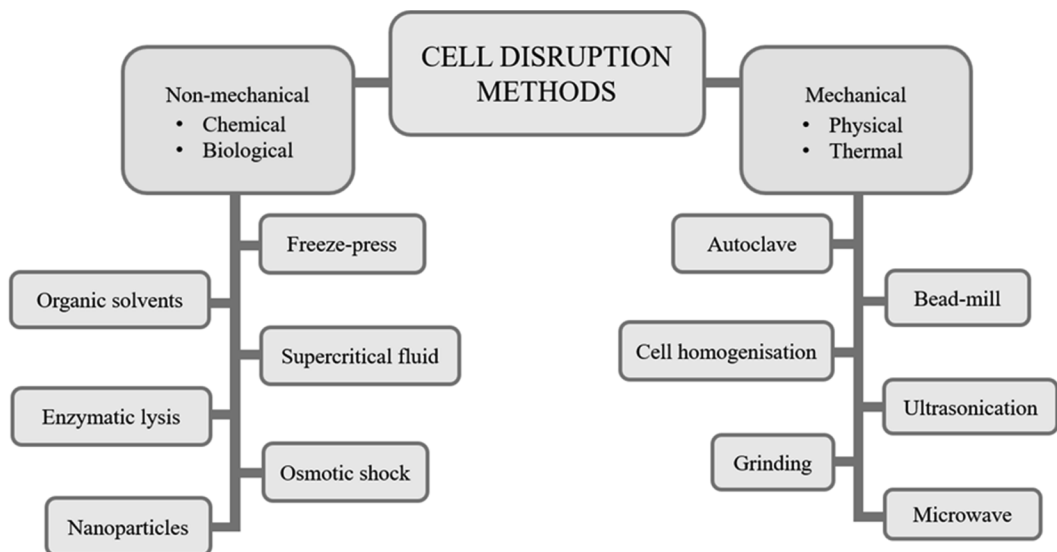 CELL DISRUPTION
METHODS
Non-mechanical
• Chemical
• Biological
Freeze-press
Organic solvents
Supercritical fluid
Enzymatic lysis
Osmotic shock
Nanoparticles
Mechanical
• Physical
• Thermal
Autoclave
Bead-mill
Cell homogenisation
Ultrasonication
Grinding
Microwave